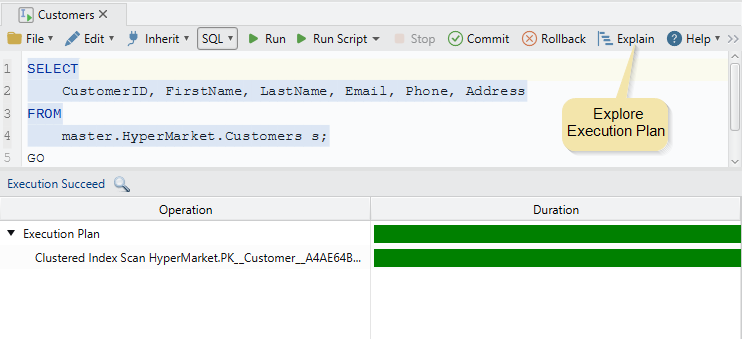 Customers
File Edit Inherit SQL Run Run Script Stop Commit Rollback Explain Help
1 SELECT
2 CustomerID, FirstName, LastName, Email, Phone, Address
3 FROM
4 master.HyperMarket.Customers s;
5 GO
Explore
Execution Plan
Execution Succeed
Operation Duration
Execution Plan
Clustered Index Scan HyperMarket.PK__Customer__A4AE64B...